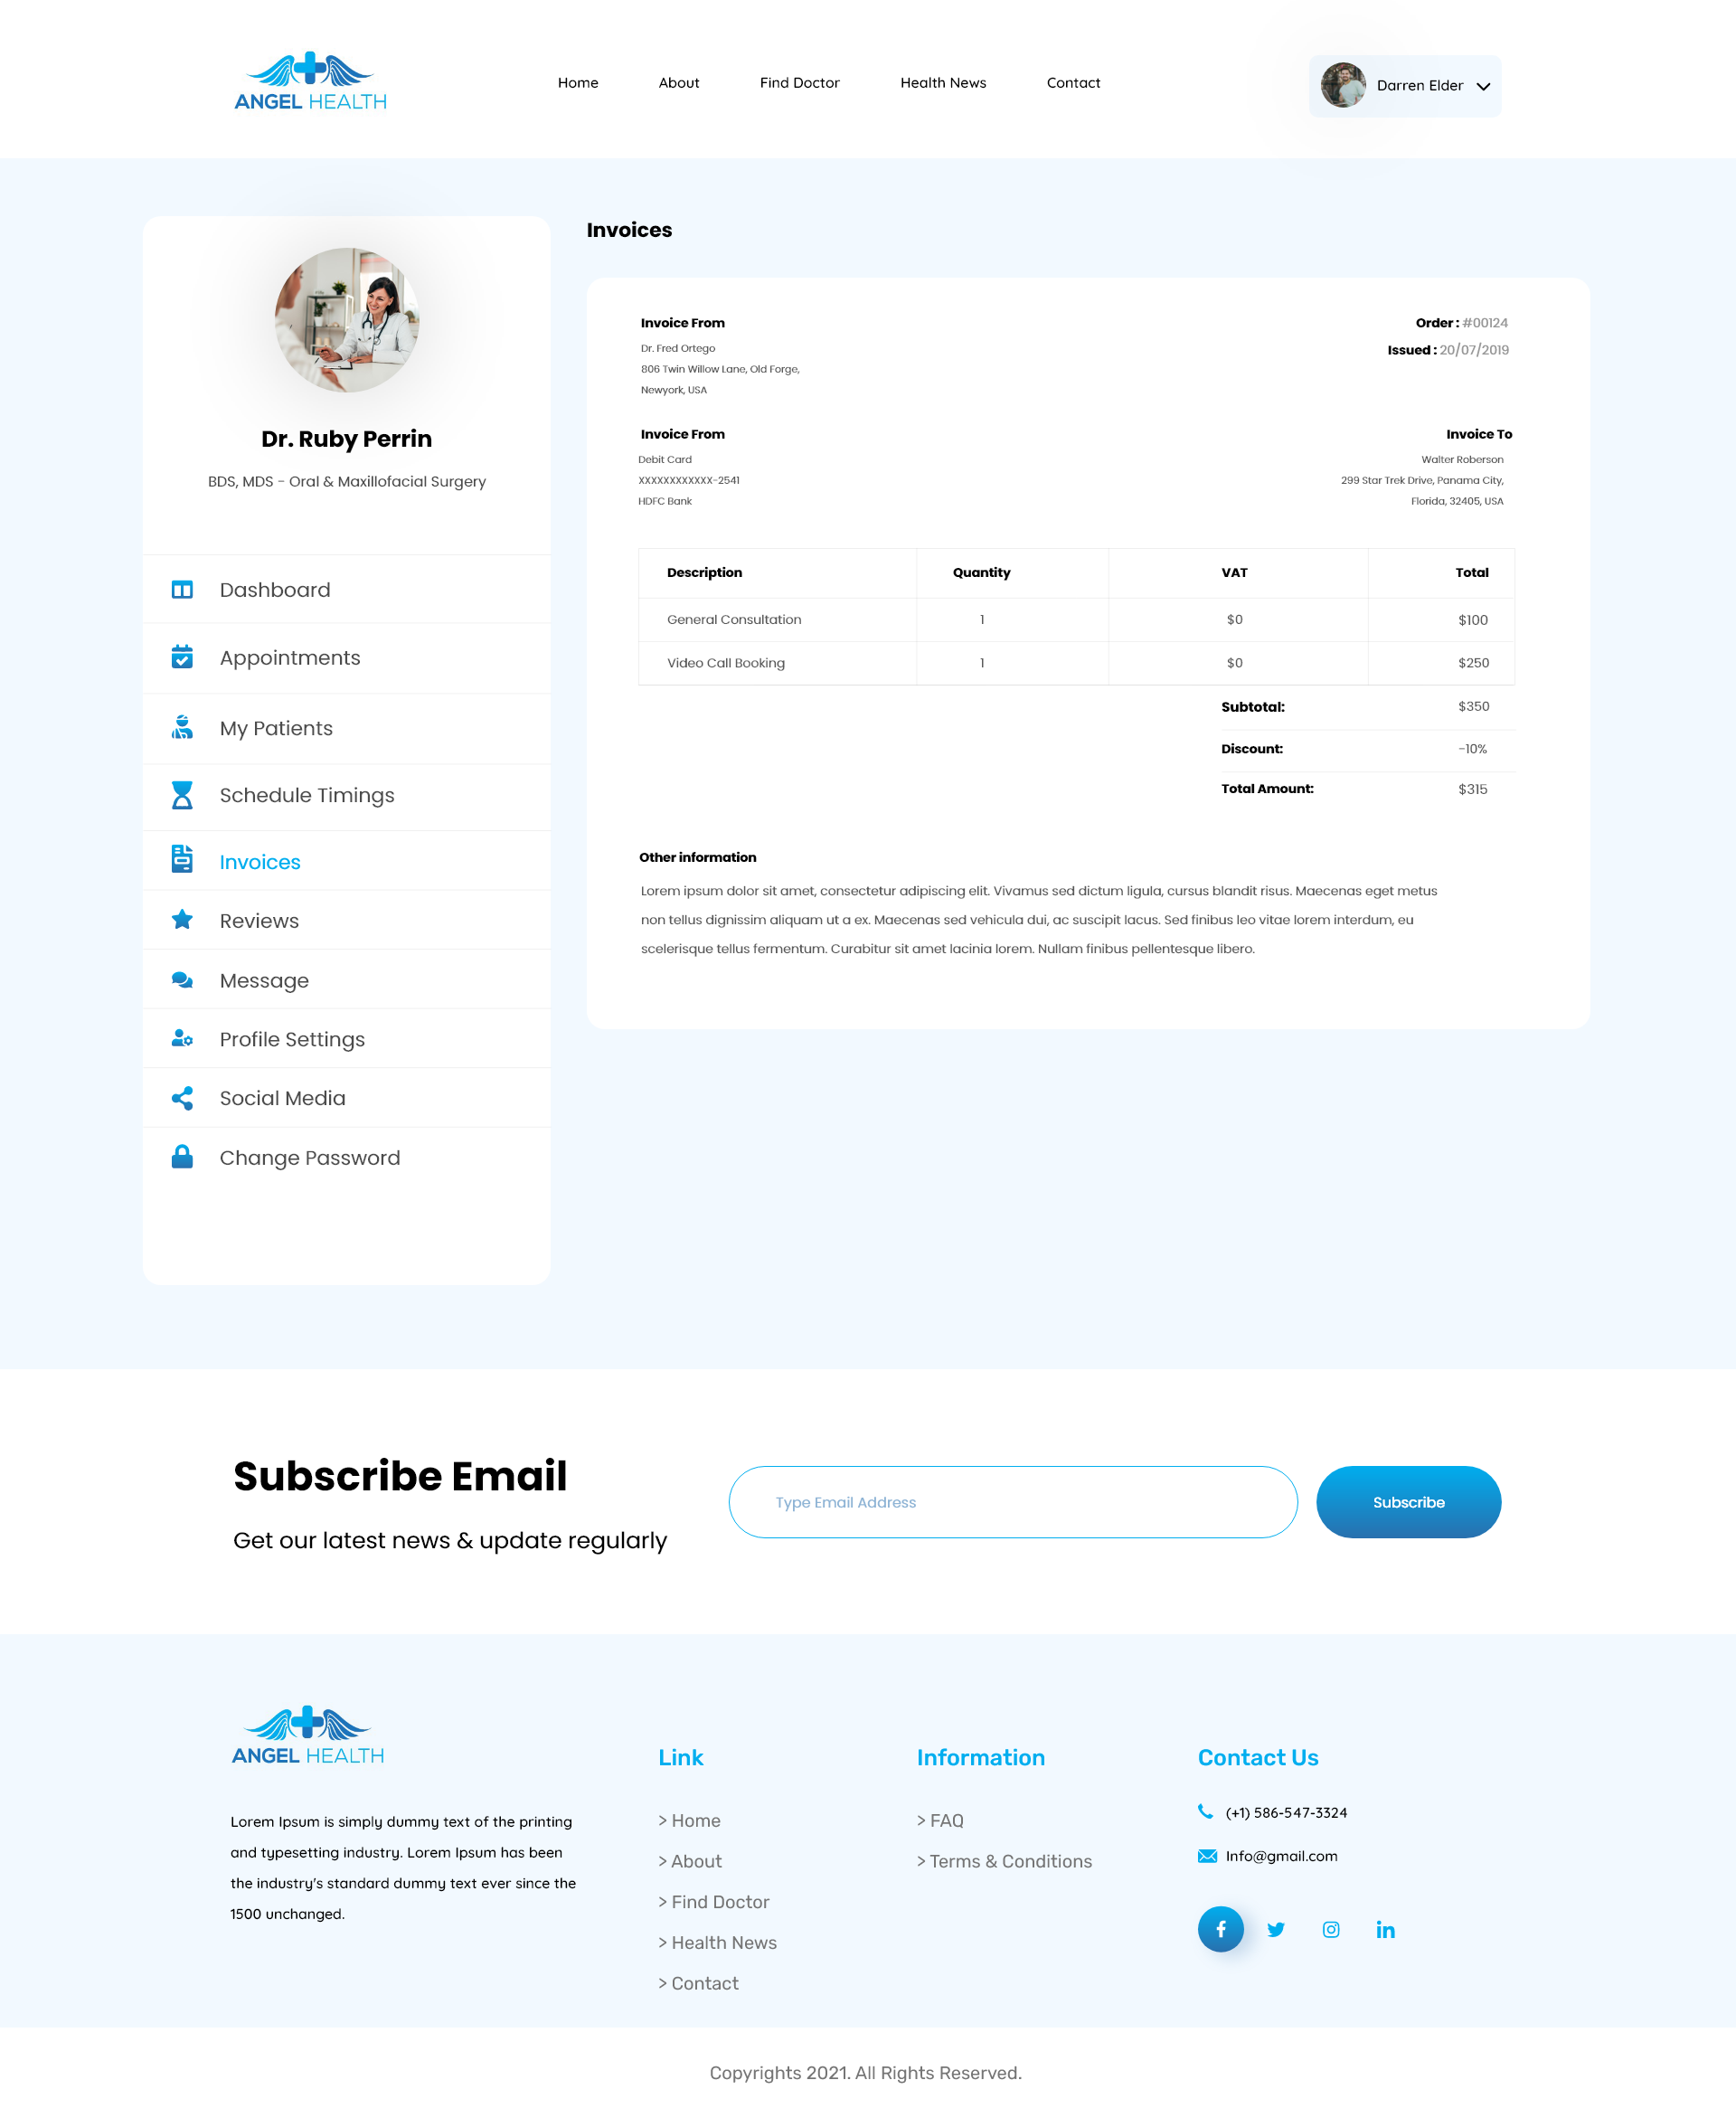 ANGEL HEALTH
Home About Find Doctor Health News Contact
Darren Elder
Dr. Ruby Perrin
BDS, MDS - Oral & Maxillofacial Surgery
Dashboard
Appointments
My Patients
Schedule Timings
Invoices
Reviews
Message
Profile Settings
Social Media
Change Password
Invoices
Invoice From
Dr. Fred Ortego
806 Twin Willow Lane, Old Forge,
Newyork, USA
Order : #00124
Issued : 20/07/2019
Invoice From
Debit Card
XXXXXXXXXXXX-2541
HDFC Bank
Invoice To
Walter Roberson
299 Star Trek Drive, Panama City,
Florida, 32405, USA
Description Quantity VAT Total
General Consultation 1 $0 $100
Video Call Booking 1 $0 $250
Subtotal: $350
Discount: -10%
Total Amount: $315
Other information
Lorem ipsum dolor sit amet, consectetur adipiscing elit. Vivamus sed dictum ligula, cursus blandit risus. Maecenas eget metus
non tellus dignissim aliquam ut a ex. Maecenas sed vehicula dui, ac suscipit lacus. Sed finibus leo vitae lorem interdum, eu
scelerisque tellus fermentum. Curabitur sit amet lacinia lorem. Nullam finibus pellentesque libero.
Subscribe Email
Get our latest news & update regularly
Type Email Address
Subscribe
ANGEL HEALTH
Lorem Ipsum is simply dummy text of the printing
and typesetting industry. Lorem Ipsum has been
the industry's standard dummy text ever since the
1500 unchanged.
Link
> Home
> About
> Find Doctor
> Health News
> Contact
Information
> FAQ
> Terms & Conditions
Contact Us
(+1) 586-547-3324
Info@gmail.com
Copyrights 2021. All Rights Reserved.